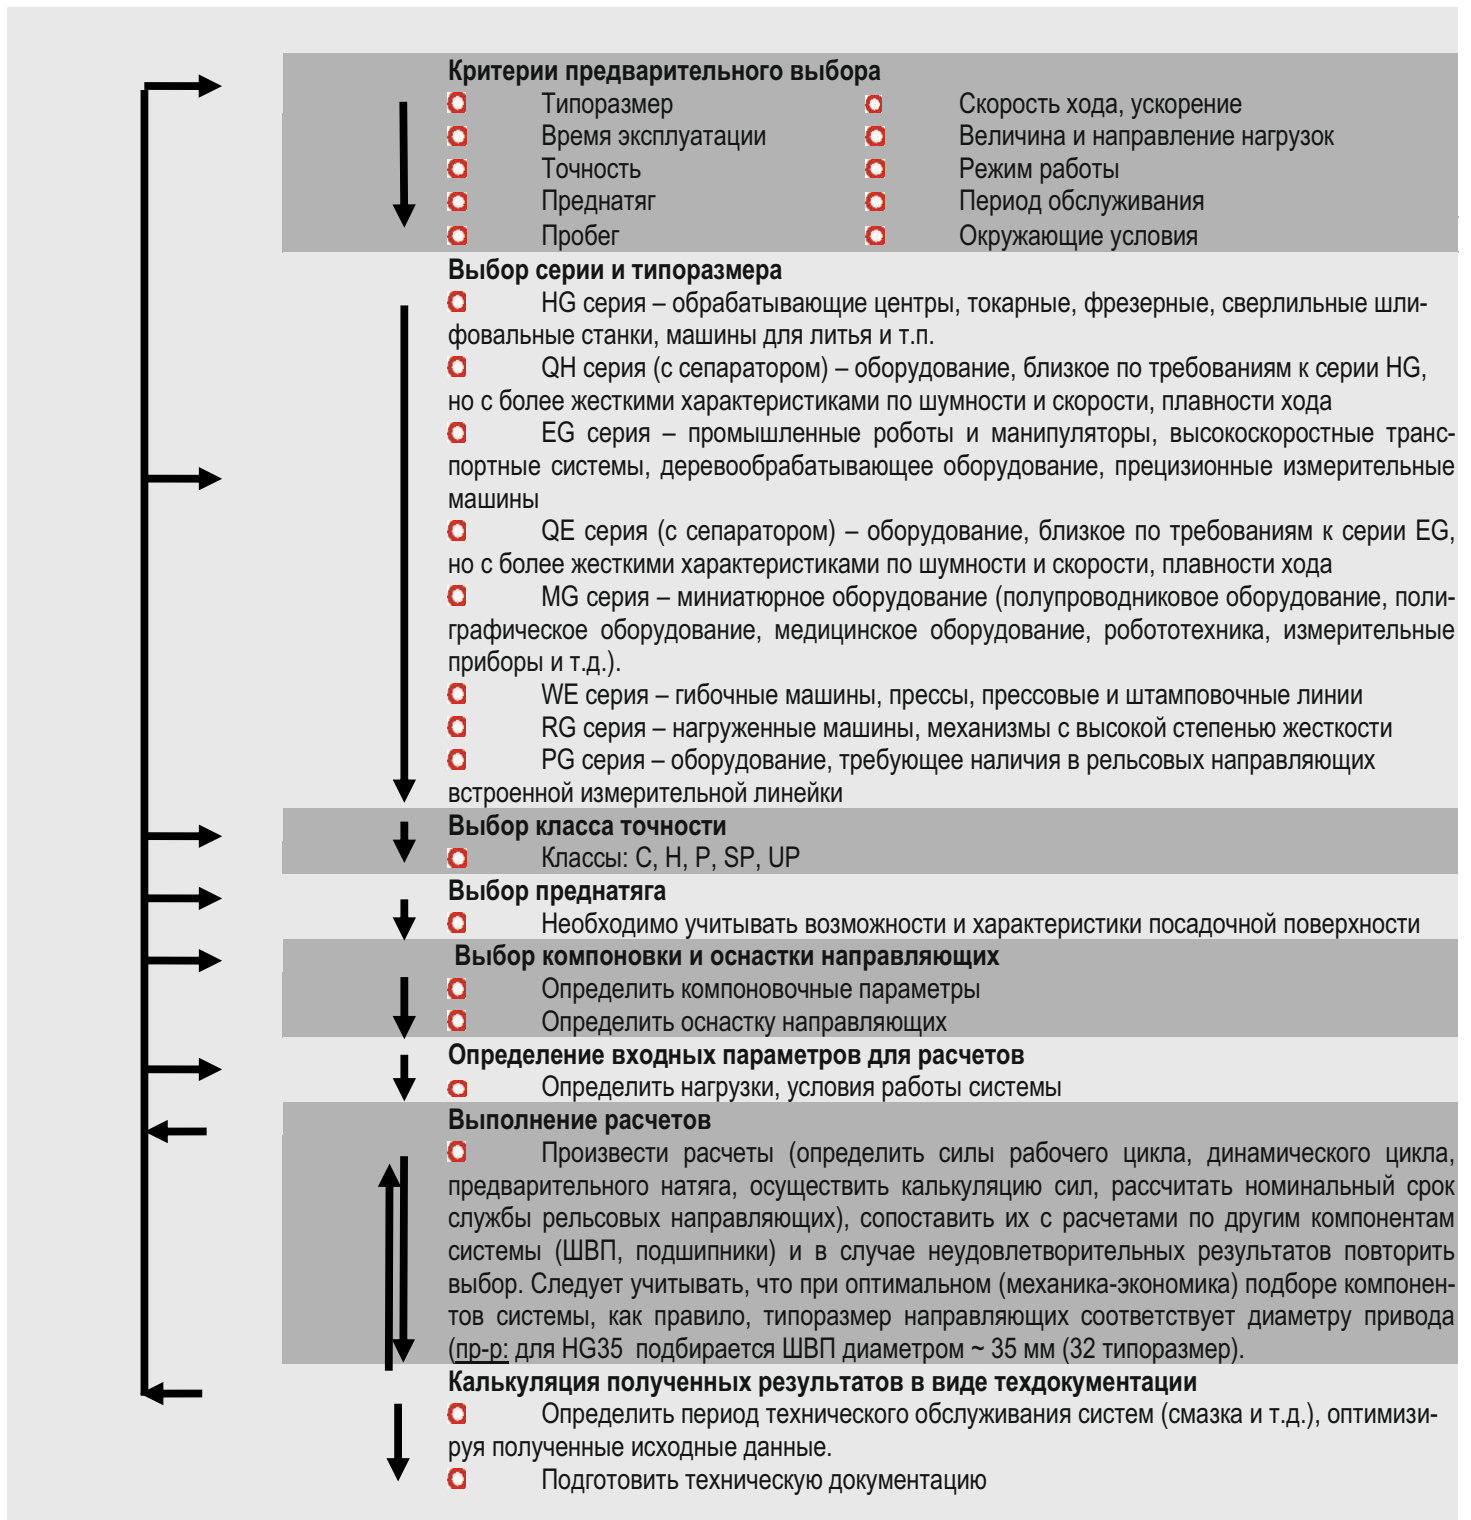 Критерии предварительного выбора
Типоразмер Скорость хода, ускорение
Время эксплуатации Величина и направление нагрузок
Точность Режим работы
Преднатяг Период обслуживания
Пробег Окружающие условия
Выбор серии и типоразмера
HG серия – обрабатывающие центры, токарные, фрезерные, сверлильные шли-
фовальные станки, машины для литья и т.п.
QH серия (с сепаратором) – оборудование, близкое по требованиям к серии HG,
но с более жесткими характеристиками по шумности и скорости, плавности хода
EG серия – промышленные роботы и манипуляторы, высокоскоростные транс-
портные системы, деревообрабатывающее оборудование, прецизионные измерительные
машины
QE серия (с сепаратором) – оборудование, близкое по требованиям к серии EG,
но с более жесткими характеристиками по шумности и скорости, плавности хода
MG серия – миниатюрное оборудование (полупроводниковое оборудование, поли-
графическое оборудование, медицинское оборудование, робототехника, измерительные
приборы и т.д.).
WE серия – гибочные машины, прессы, прессовые и штамповочные линии
RG серия – нагруженные машины, механизмы с высокой степенью жесткости
PG серия – оборудование, требующее наличия в рельсовых направляющих
встроенной измерительной линейки
Выбор класса точности
Классы: C, H, P, SP, UP
Выбор преднатяга
Необходимо учитывать возможности и характеристики посадочной поверхности
Выбор компоновки и оснастки направляющих
Определить компоновочные параметры
Определить оснастку направляющих
Определение входных параметров для расчетов
Определить нагрузки, условия работы системы
Выполнение расчетов
Произвести расчеты (определить силы рабочего цикла, динамического цикла,
предварительного натяга, осуществить калькуляцию сил, рассчитать номинальный срок
службы рельсовых направляющих), сопоставить их с расчетами по другим компонентам
системы (ШВП, подшипники) и в случае неудовлетворительных результатов повторить
выбор. Следует учитывать, что при оптимальном (механика-экономика) подборе компонен-
тов системы, как правило, типоразмер направляющих соответствует диаметру привода
(пр-р: для HG35 подбирается ШВП диаметром ~ 35 мм (32 типоразмер).
Калькуляция полученных результатов в виде техдокументации
Определить период технического обслуживания систем (смазка и т.д.), оптимизи-
руя полученные исходные данные.
Подготовить техническую документацию